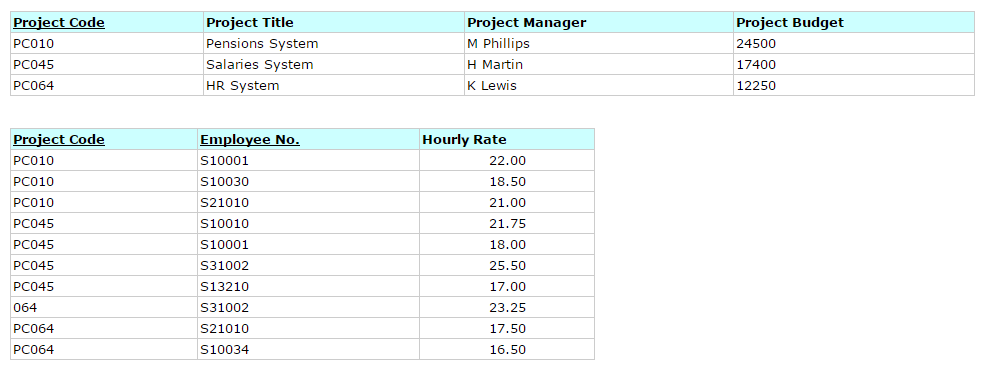 Project Code Project Title Project Manager Project Budget
PC010 Pensions System M Phillips 24500
PC045 Salaries System H Martin 17400
PC064 HR System K Lewis 12250
Project Code Employee No. Hourly Rate
PC010 S10001 22.00
PC010 S10030 18.50
PC010 S21010 21.00
PC045 S10010 21.75
PC045 S10001 18.00
PC045 S31002 25.50
PC045 S13210 17.00
064 S31002 23.25
PC064 S21010 17.50
PC064 S10034 16.50